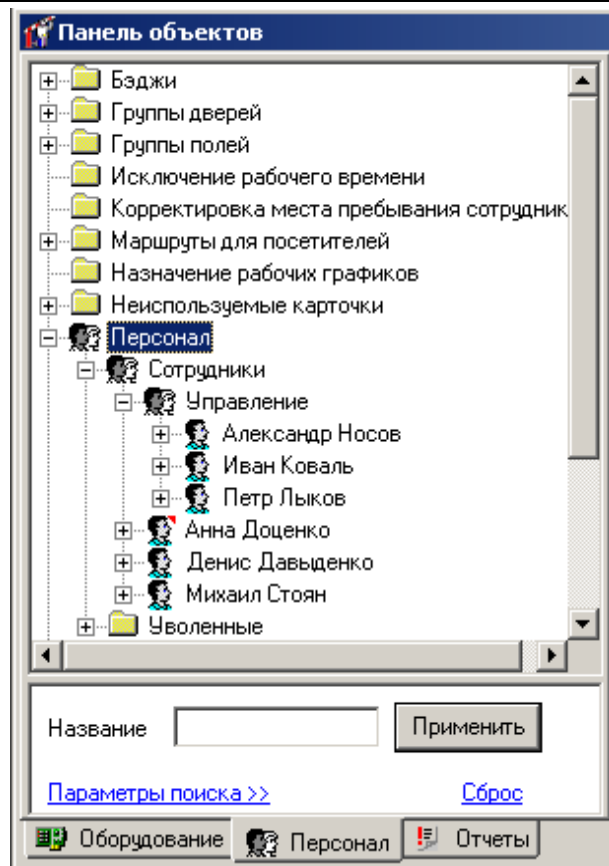 Панель объектов
Бэджи
Группы дверей
Группы полей
Исключение рабочего времени
Корректировка места пребывания сотрудник
Маршруты для посетителей
Назначение рабочих графиков
Неиспользуемые карточки
Персонал
Сотрудники
Управление
Александр Носов
Иван Коваль
Петр Лыков
Анна Доценко
Денис Давыденко
Михаил Стоян
Уволенные
Название Применить
Параметры поиска >> Сброс
Оборудование Персонал Отчеты